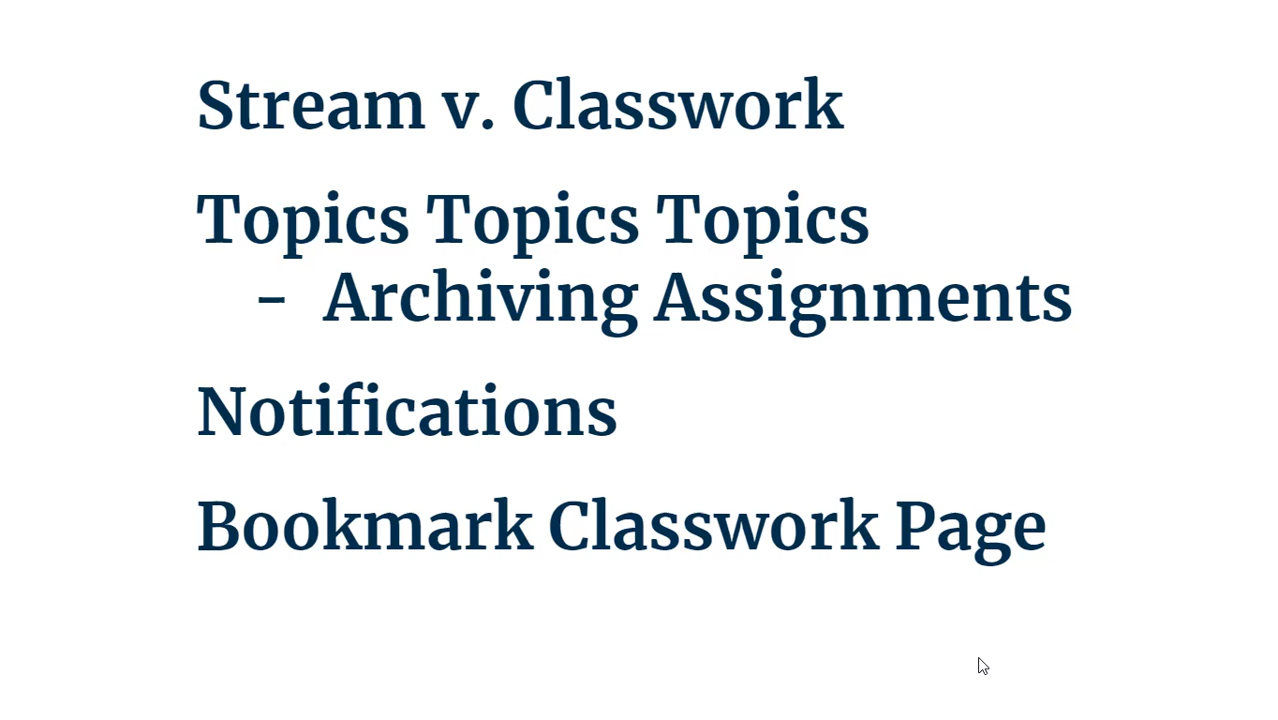 Stream v. Classwork
Topics Topics Topics
- Archiving Assignments
Notifications
Bookmark Classwork Page